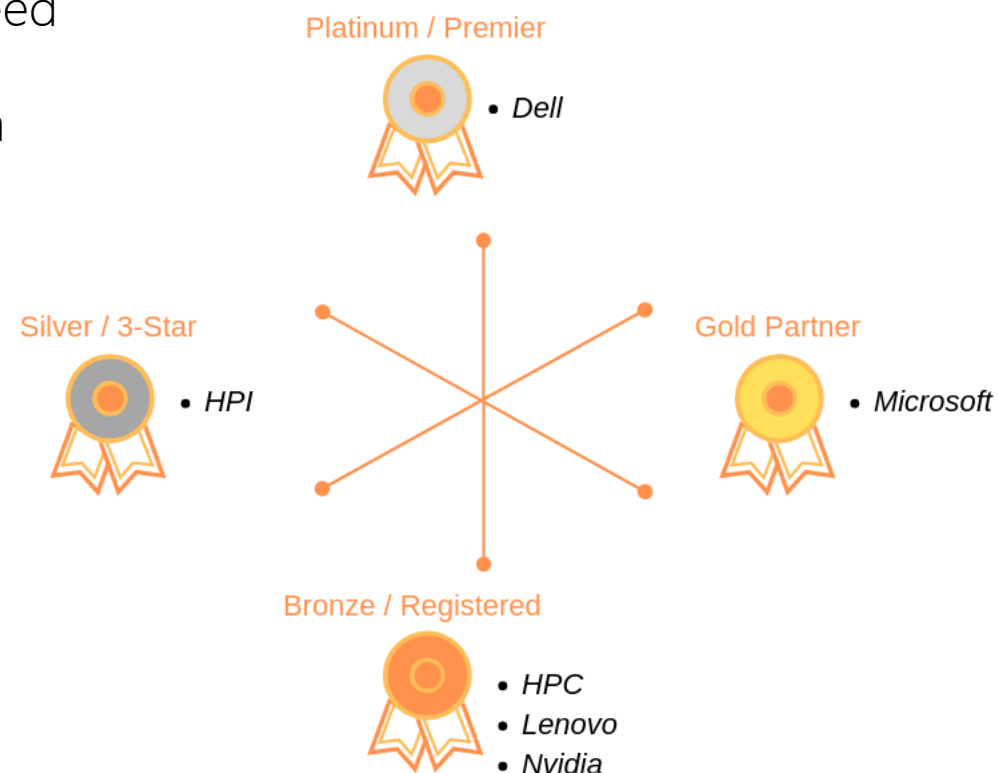 Platinum / Premier
• Dell
Silver / 3-Star
• HPI
Gold Partner
• Microsoft
Bronze / Registered
• HPC
• Lenovo
• Nvidia